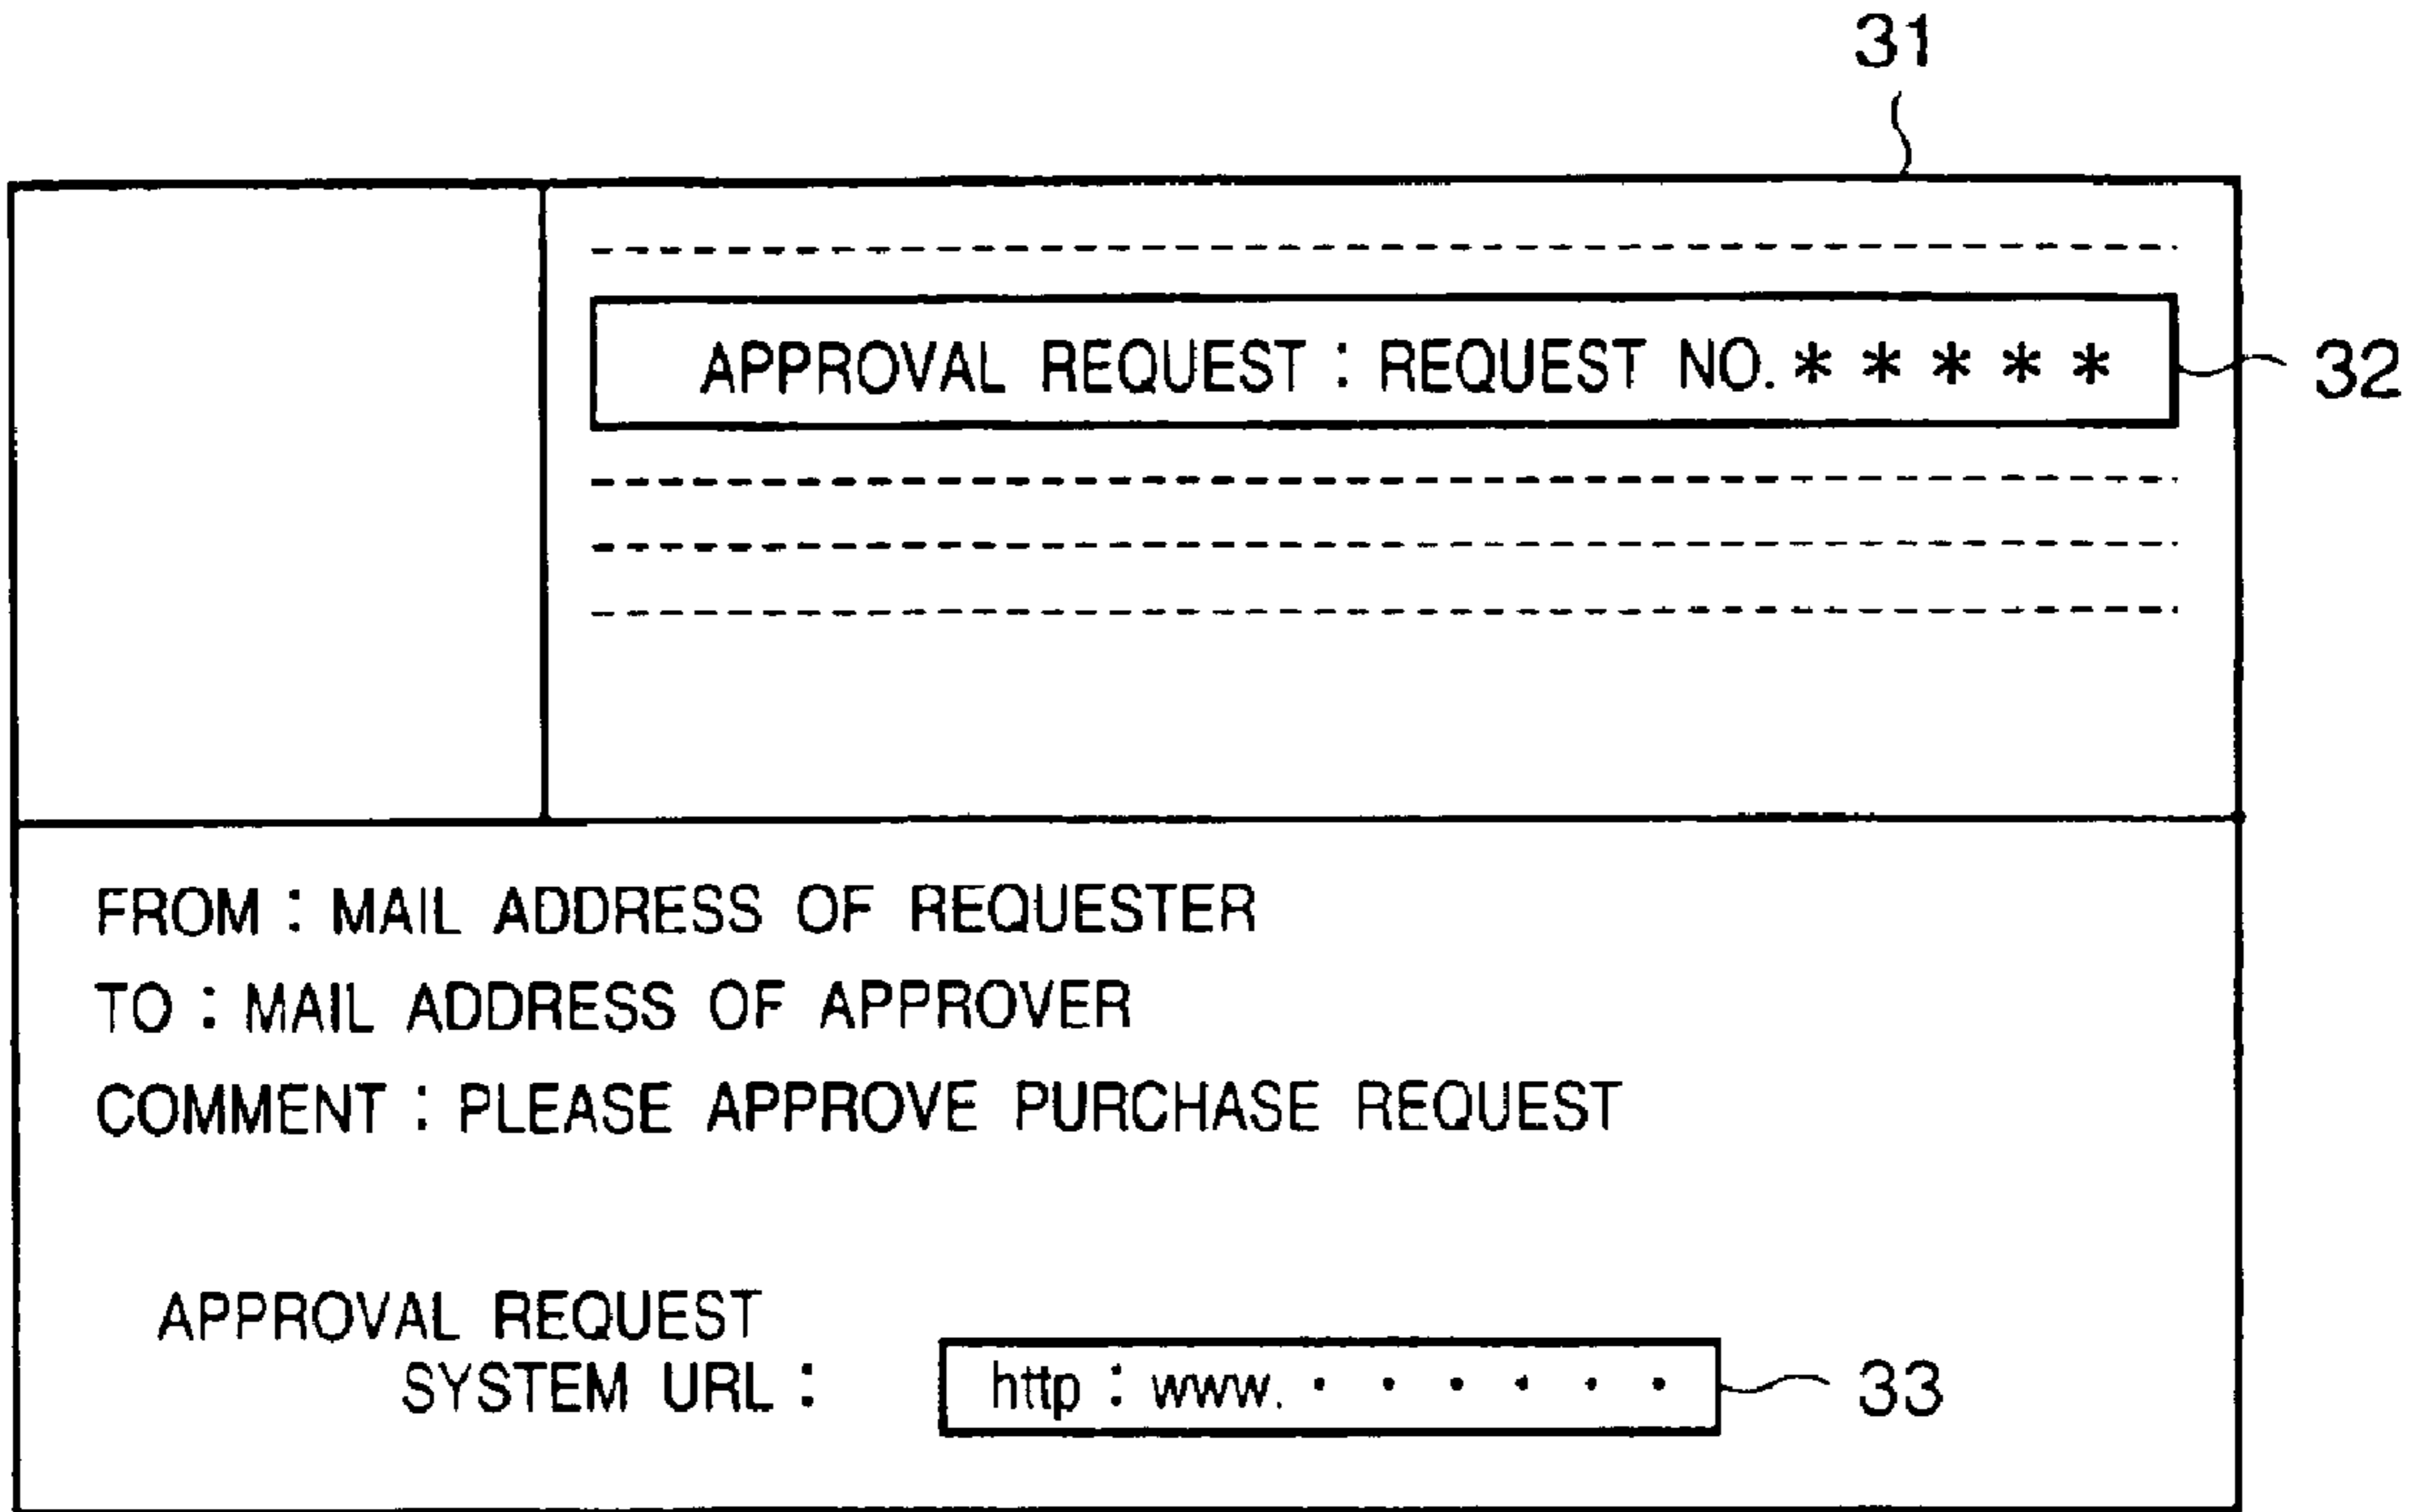 31
APPROVAL REQUEST : REQUEST NO. * * * * *
32
FROM : MAIL ADDRESS OF REQUESTER
TO : MAIL ADDRESS OF APPROVER
COMMENT : PLEASE APPROVE PURCHASE REQUEST
APPROVAL REQUEST
SYSTEM URL :
http : www. · · · · · ·
33